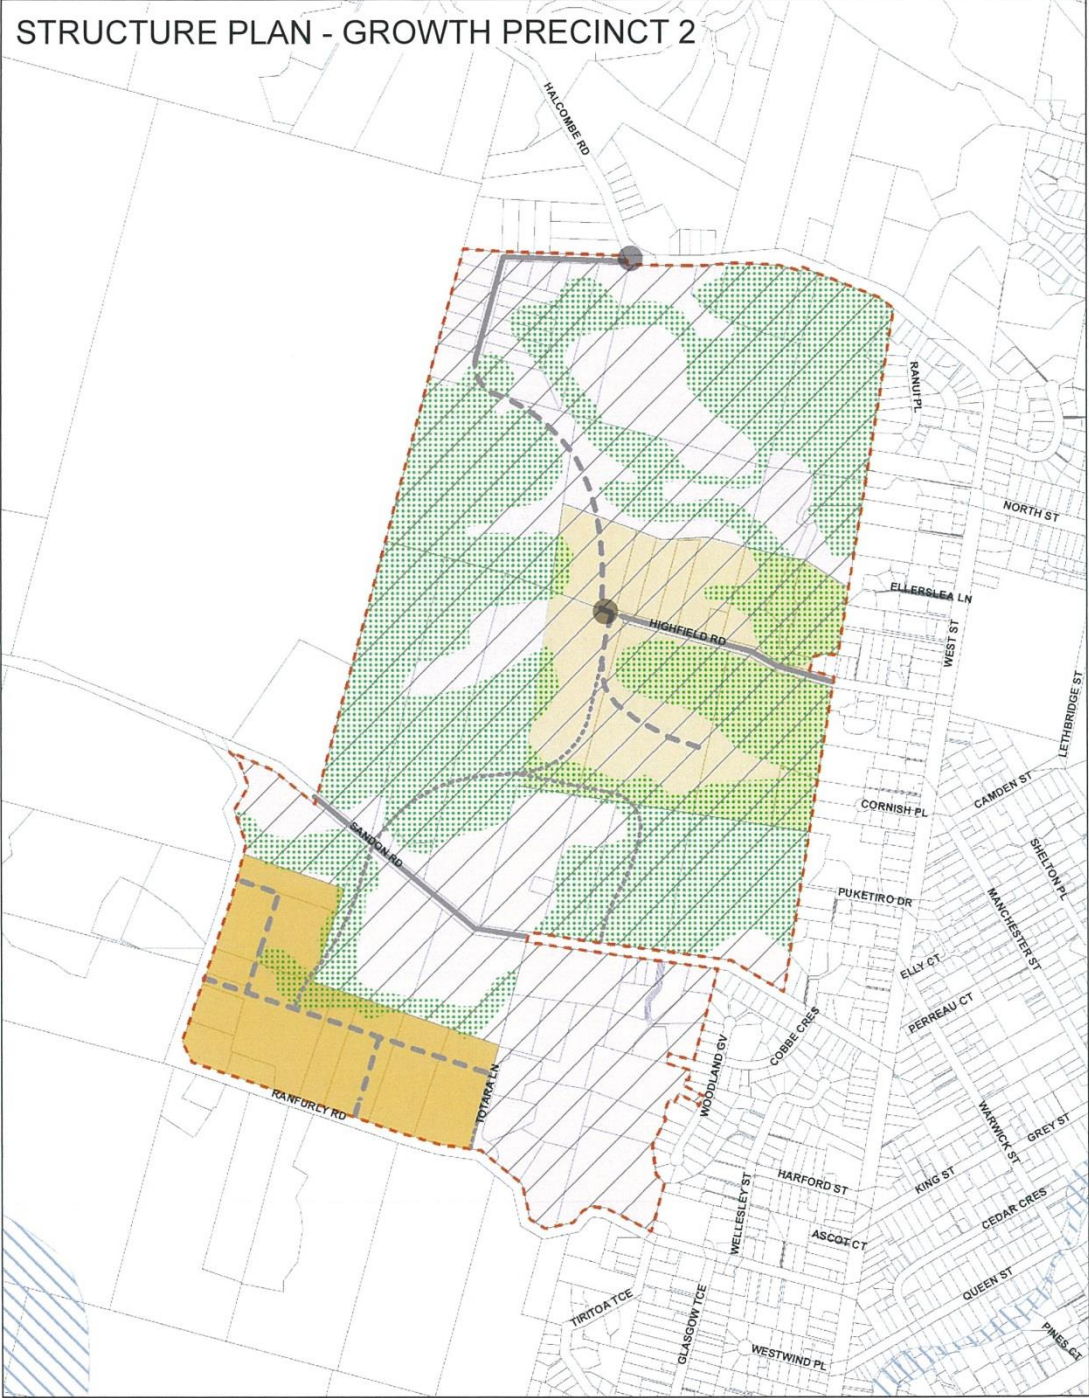 STRUCTURE PLAN - GROWTH PRECINCT 2
HALCOMBE RD
RANUI PL
NORTH ST
ELLERSLEA LN
HIGHFIELD RD
WEST ST
LETHBRIDGE ST
CAMDEN ST
CORNISH PL
SANDON RD
SHELTON PL
PUKETIRO DR
MANCHESTER ST
ELLY CT
PERREAU CT
COBBE CRES
WOODLAND GV
TOTARA LN
RANFURLY RD
WARWICK ST
GREY ST
HARFORD ST
KING ST
WELLESLEY ST
CEDAR CRES
ASCOT CT
QUEEN ST
TIRITOA TCE
GLASGOW TCE
WESTWIND PL
PINES CT